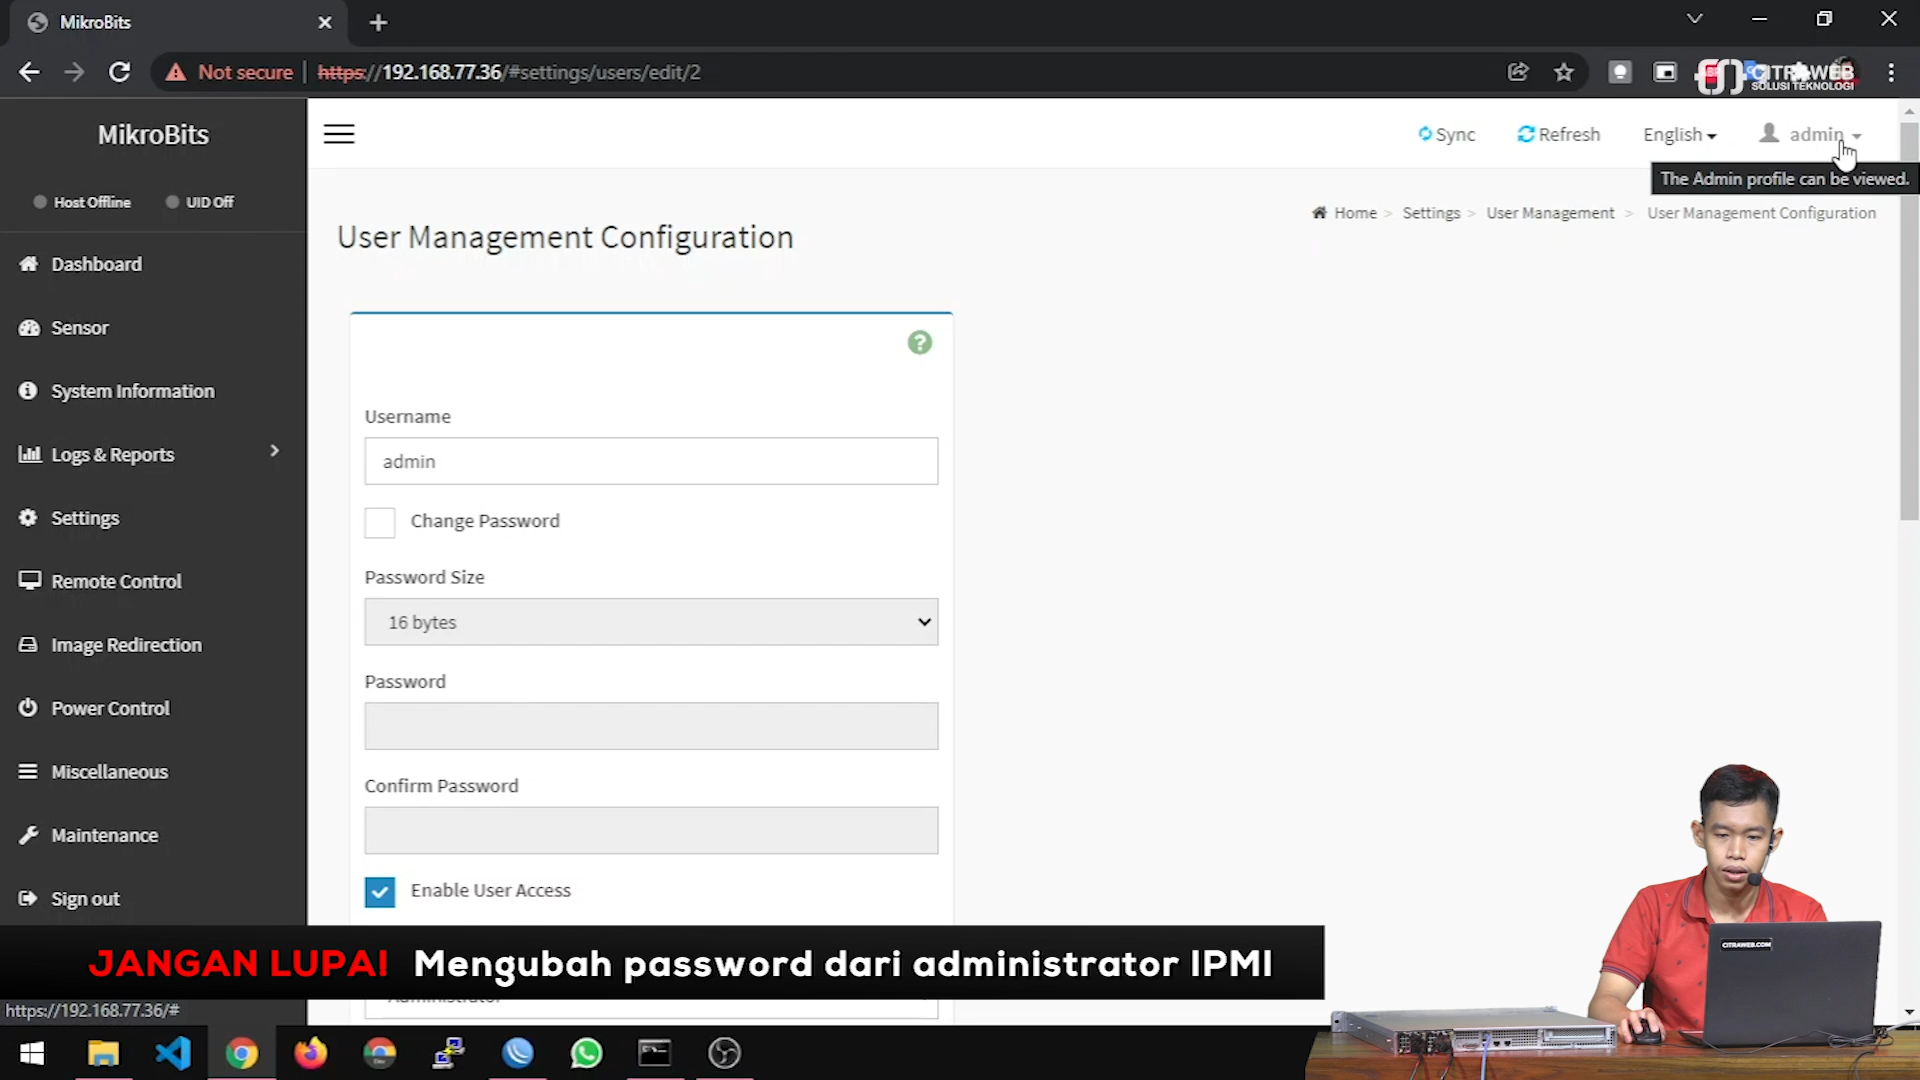 MikroBits
Not secure
https://192.168.77.36/#settings/users/edit/2
CITRAWEB
SOLUSI TEKNOLOGI
MikroBits
Sync
Refresh
English
admin
The Admin profile can be viewed.
Host Offline
UID Off
Home > Settings > User Management > User Management Configuration
User Management Configuration
Dashboard
Sensor
System Information
Logs & Reports
Settings
Remote Control
Image Redirection
Power Control
Miscellaneous
Maintenance
Sign out
?
Username
admin
Change Password
Password Size
16 bytes
Password
Confirm Password
Enable User Access
JANGAN LUPA! Mengubah password dari administrator IPMI
Administrator
https://192.168.77.36/#
CITRAWEB.COM